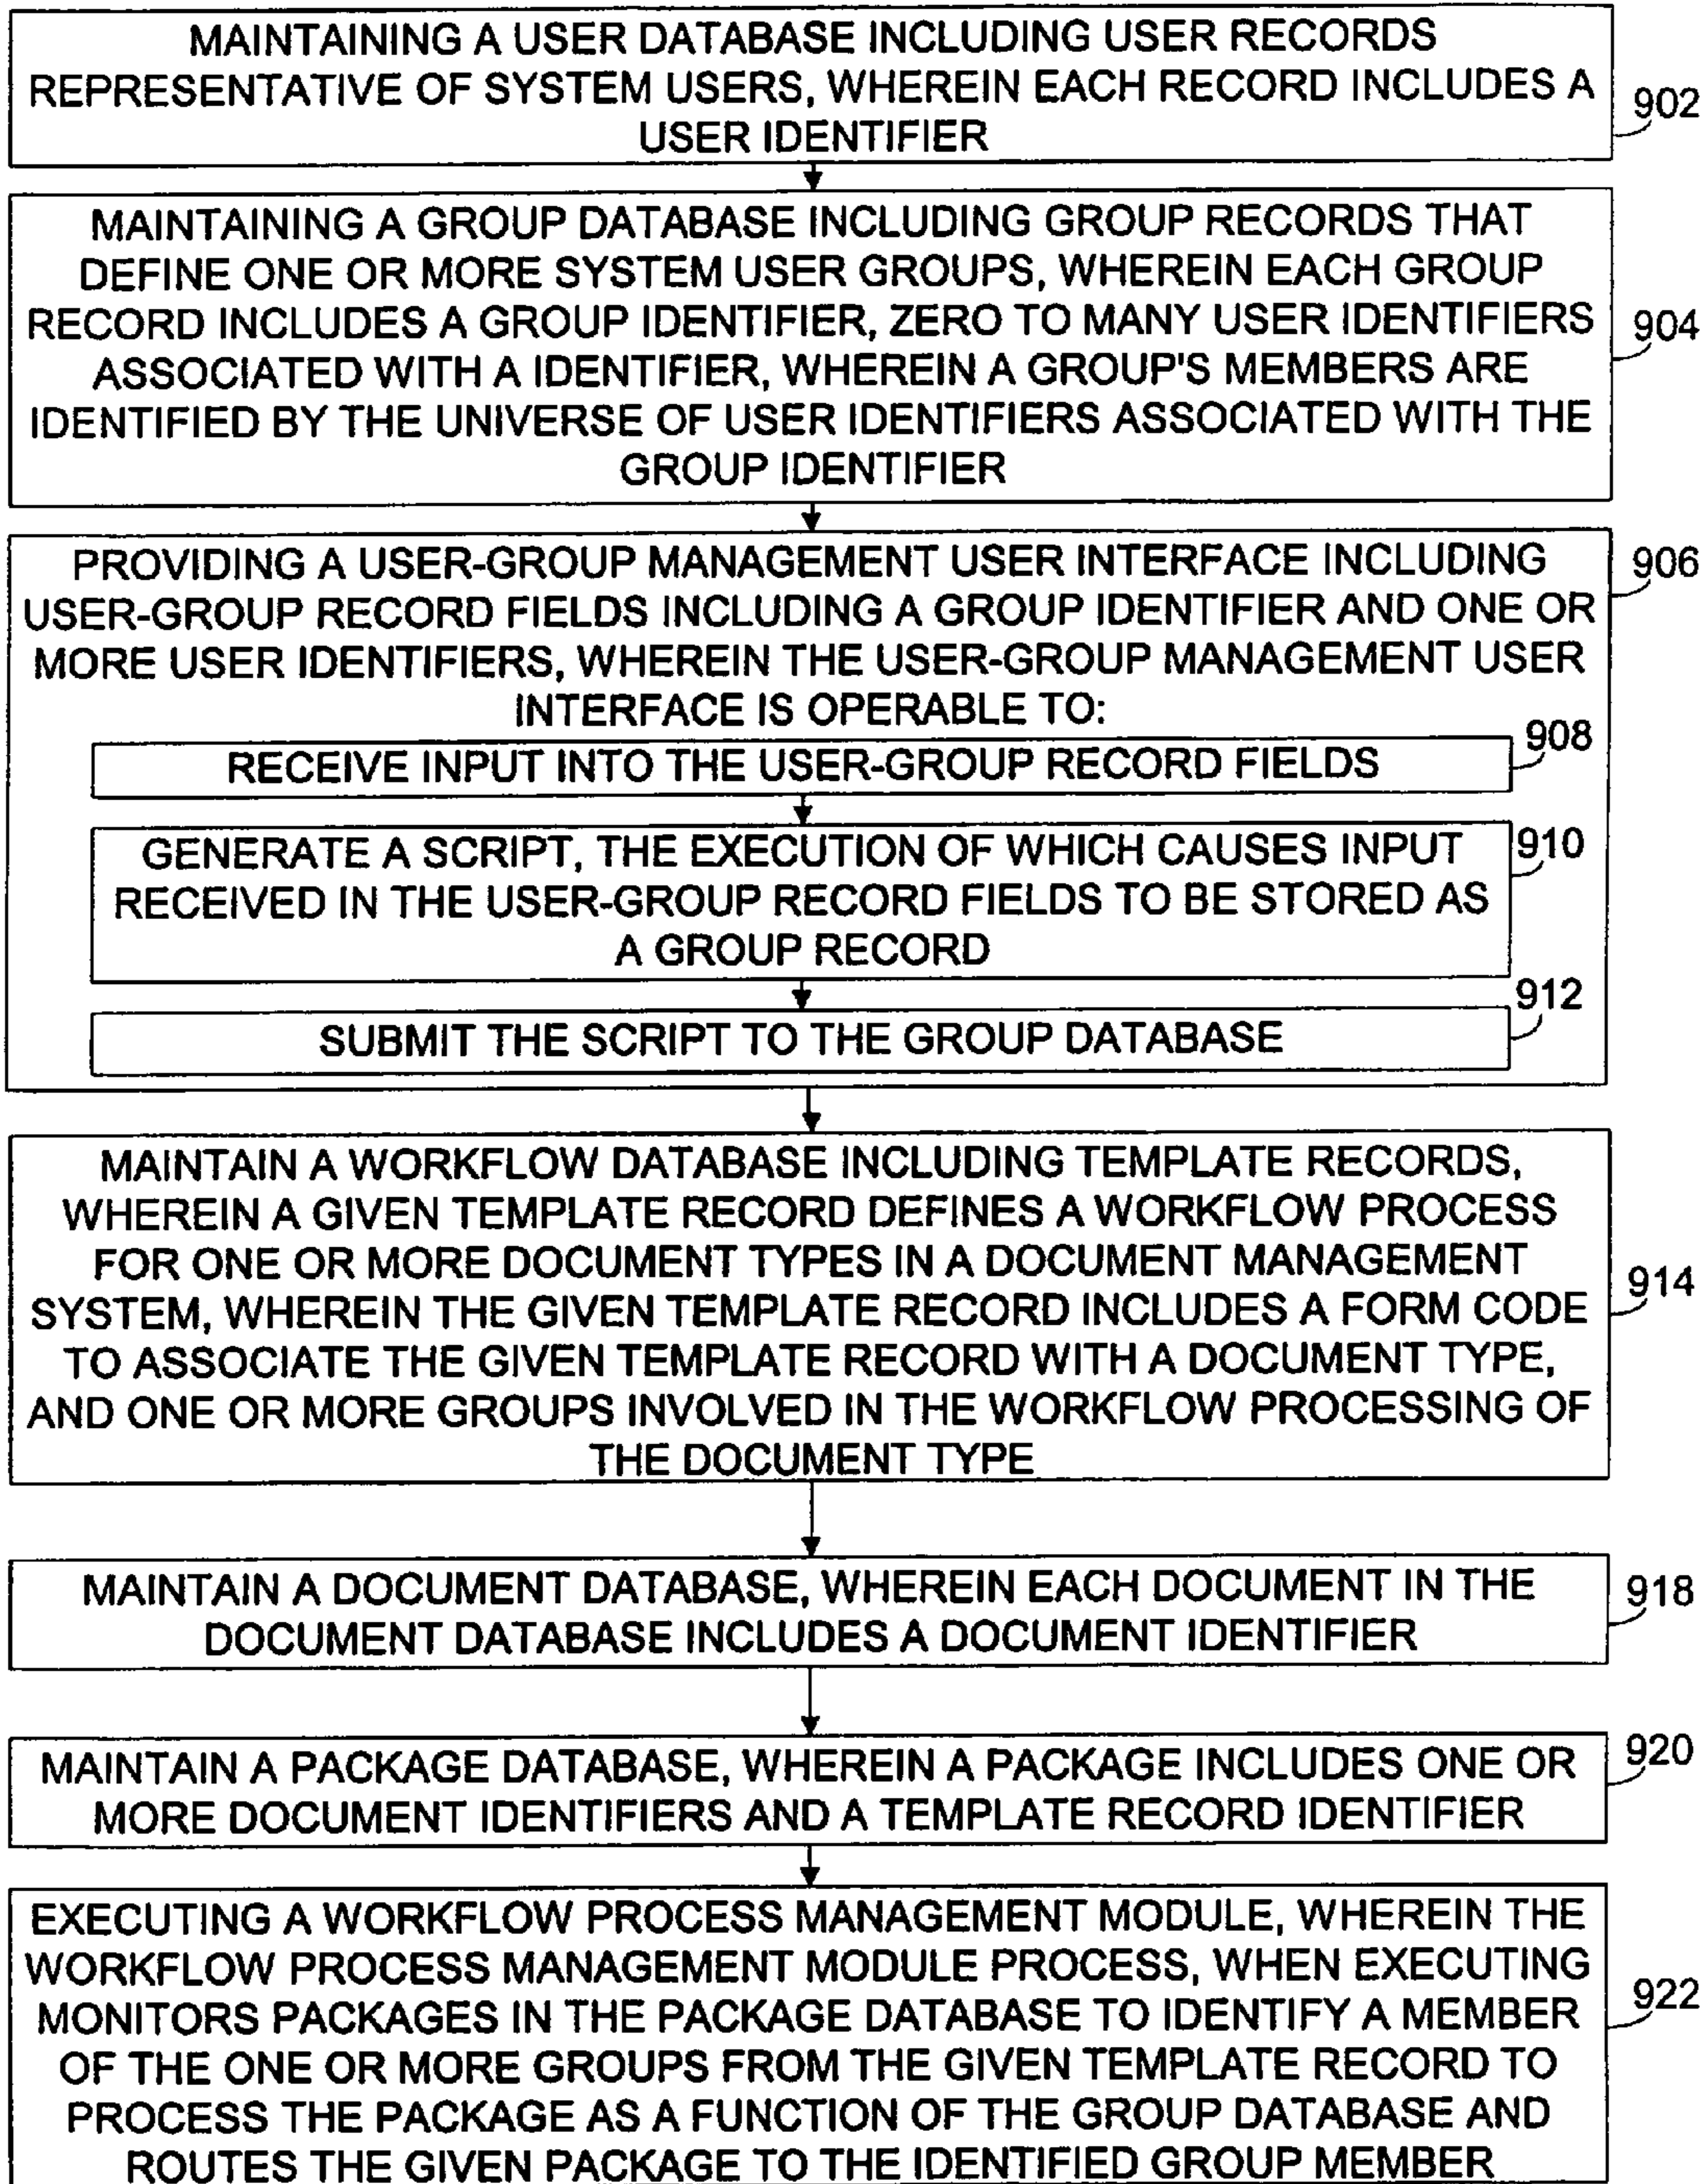 MAINTAINING A USER DATABASE INCLUDING USER RECORDS
REPRESENTATIVE OF SYSTEM USERS, WHEREIN EACH RECORD INCLUDES A
USER IDENTIFIER
902
MAINTAINING A GROUP DATABASE INCLUDING GROUP RECORDS THAT
DEFINE ONE OR MORE SYSTEM USER GROUPS, WHEREIN EACH GROUP
RECORD INCLUDES A GROUP IDENTIFIER, ZERO TO MANY USER IDENTIFIERS
ASSOCIATED WITH A IDENTIFIER, WHEREIN A GROUP'S MEMBERS ARE
IDENTIFIED BY THE UNIVERSE OF USER IDENTIFIERS ASSOCIATED WITH THE
GROUP IDENTIFIER
904
PROVIDING A USER-GROUP MANAGEMENT USER INTERFACE INCLUDING
USER-GROUP RECORD FIELDS INCLUDING A GROUP IDENTIFIER AND ONE OR
MORE USER IDENTIFIERS, WHEREIN THE USER-GROUP MANAGEMENT USER
INTERFACE IS OPERABLE TO:
906
RECEIVE INPUT INTO THE USER-GROUP RECORD FIELDS
908
GENERATE A SCRIPT, THE EXECUTION OF WHICH CAUSES INPUT
RECEIVED IN THE USER-GROUP RECORD FIELDS TO BE STORED AS
A GROUP RECORD
910
SUBMIT THE SCRIPT TO THE GROUP DATABASE
912
MAINTAIN A WORKFLOW DATABASE INCLUDING TEMPLATE RECORDS,
WHEREIN A GIVEN TEMPLATE RECORD DEFINES A WORKFLOW PROCESS
FOR ONE OR MORE DOCUMENT TYPES IN A DOCUMENT MANAGEMENT
SYSTEM, WHEREIN THE GIVEN TEMPLATE RECORD INCLUDES A FORM CODE
TO ASSOCIATE THE GIVEN TEMPLATE RECORD WITH A DOCUMENT TYPE,
AND ONE OR MORE GROUPS INVOLVED IN THE WORKFLOW PROCESSING OF
THE DOCUMENT TYPE
914
MAINTAIN A DOCUMENT DATABASE, WHEREIN EACH DOCUMENT IN THE
DOCUMENT DATABASE INCLUDES A DOCUMENT IDENTIFIER
918
MAINTAIN A PACKAGE DATABASE, WHEREIN A PACKAGE INCLUDES ONE OR
MORE DOCUMENT IDENTIFIERS AND A TEMPLATE RECORD IDENTIFIER
920
EXECUTING A WORKFLOW PROCESS MANAGEMENT MODULE, WHEREIN THE
WORKFLOW PROCESS MANAGEMENT MODULE PROCESS, WHEN EXECUTING
MONITORS PACKAGES IN THE PACKAGE DATABASE TO IDENTIFY A MEMBER
OF THE ONE OR MORE GROUPS FROM THE GIVEN TEMPLATE RECORD TO
PROCESS THE PACKAGE AS A FUNCTION OF THE GROUP DATABASE AND
ROUTES THE GIVEN PACKAGE TO THE IDENTIFIED GROUP MEMBER
922